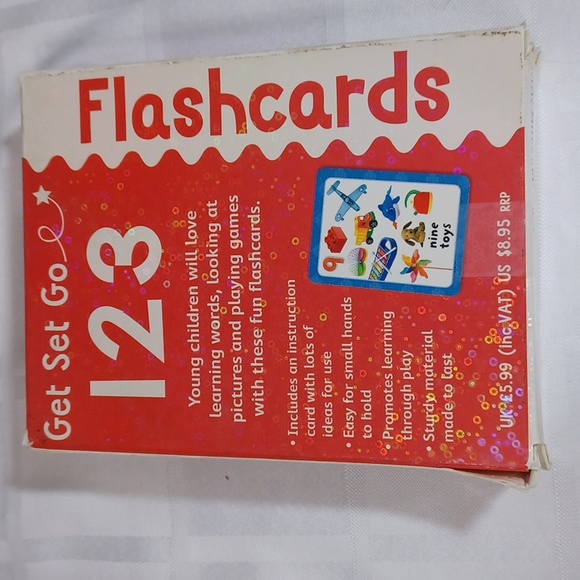 Get Set Go
123
Flashcards
Young children will love
learning words, looking at
pictures and playing games
with these fun flashcards.
• Includes an instruction
card with lots of
ideas for use
• Easy for small hands
to hold
• Promotes learning
through play
• Sturdy material
made to last
9
nine
toys
UK £5.99 (Inc VAT) US $8.95 RRP